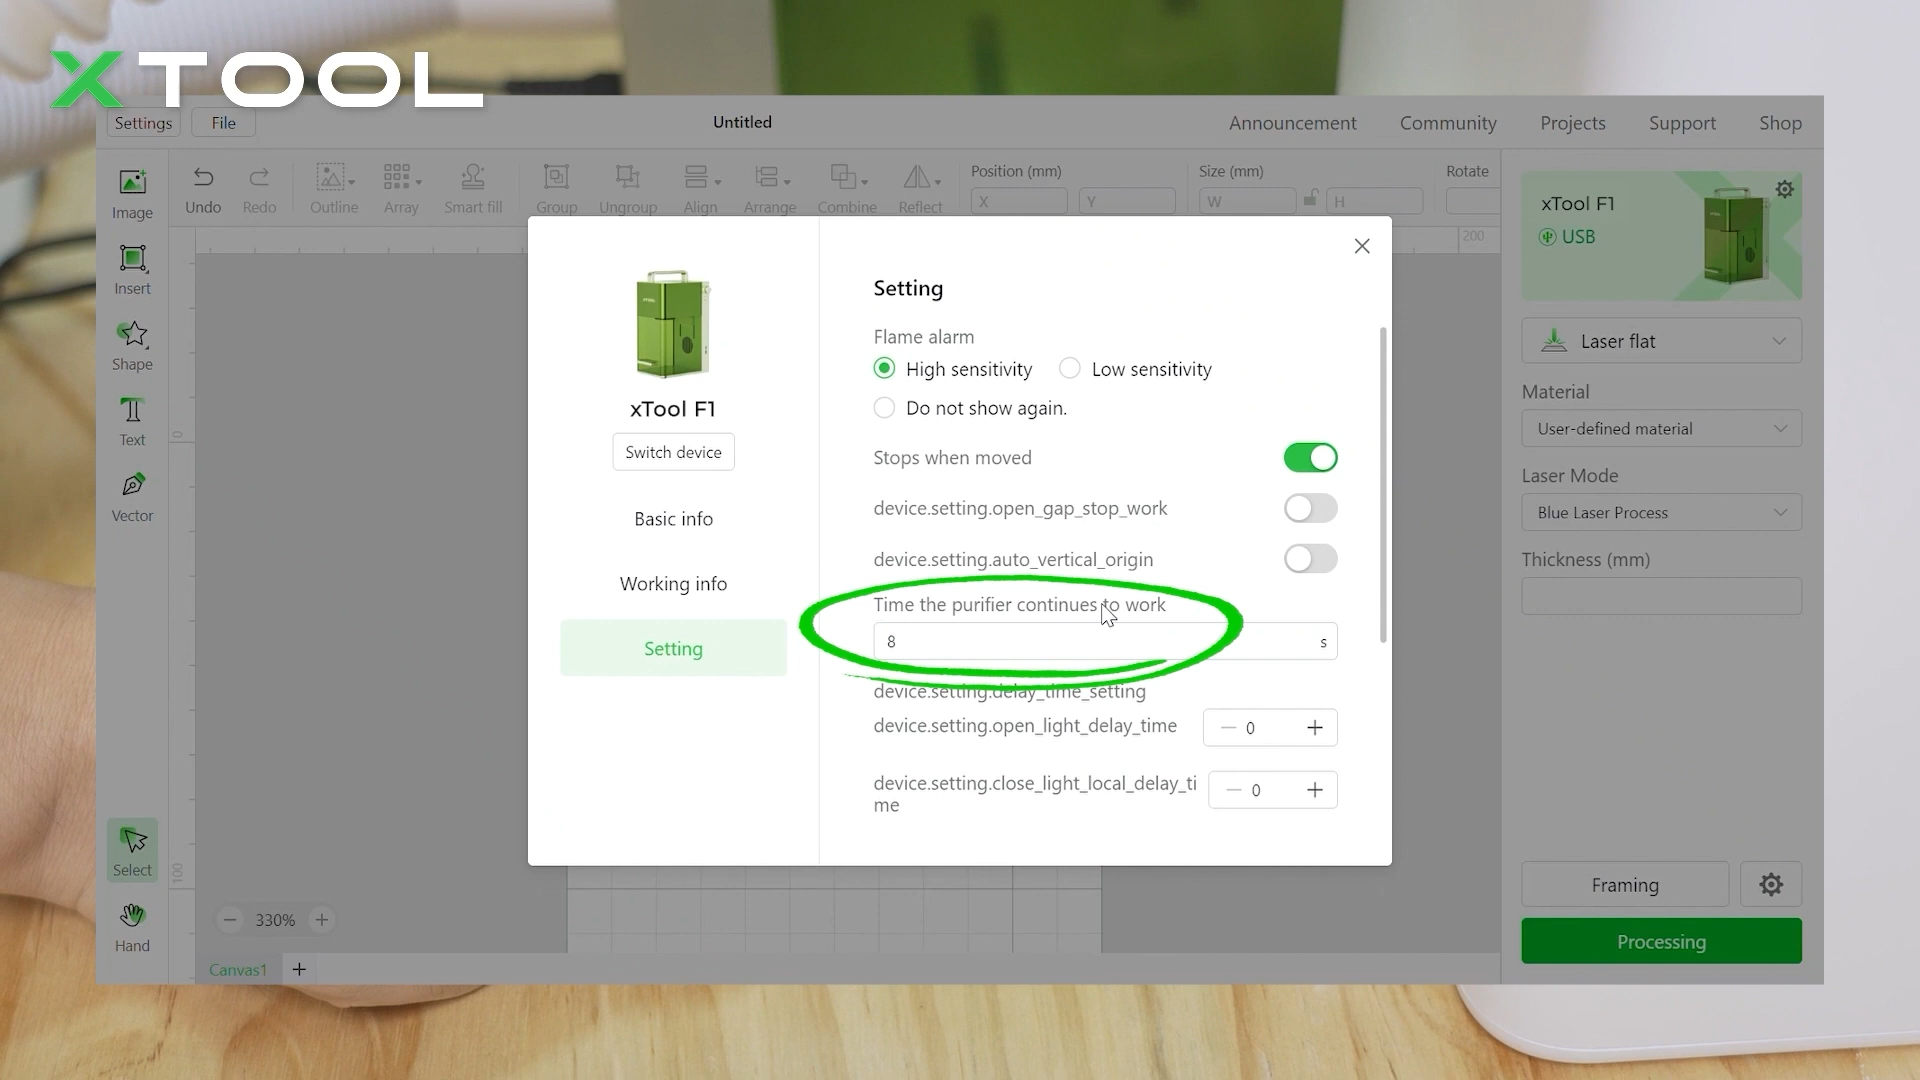 xTOOL
Settings
File
Untitled
Announcement
Community
Projects
Support
Shop
Undo
Redo
Outline
Array
Smart fill
Group
Ungroup
Align
Arrange
Combine
Reflect
Position (mm)
X
Y
Size (mm)
W
H
Rotate
200
Image
Insert
Shape
Text
Vector
Select
Hand
0
100
xTool F1
Switch device
Basic info
Working info
Setting
Setting
Flame alarm
High sensitivity
Low sensitivity
Do not show again.
Stops when moved
device.setting.open_gap_stop_work
device.setting.auto_vertical_origin
Time the purifier continues to work
8
s
device.setting.delay_time_setting
device.setting.open_light_delay_time
0
device.setting.close_light_local_delay_ti
me
0
xTool F1
USB
Laser flat
Material
User-defined material
Laser Mode
Blue Laser Process
Thickness (mm)
Framing
Processing
330%
Canvas1